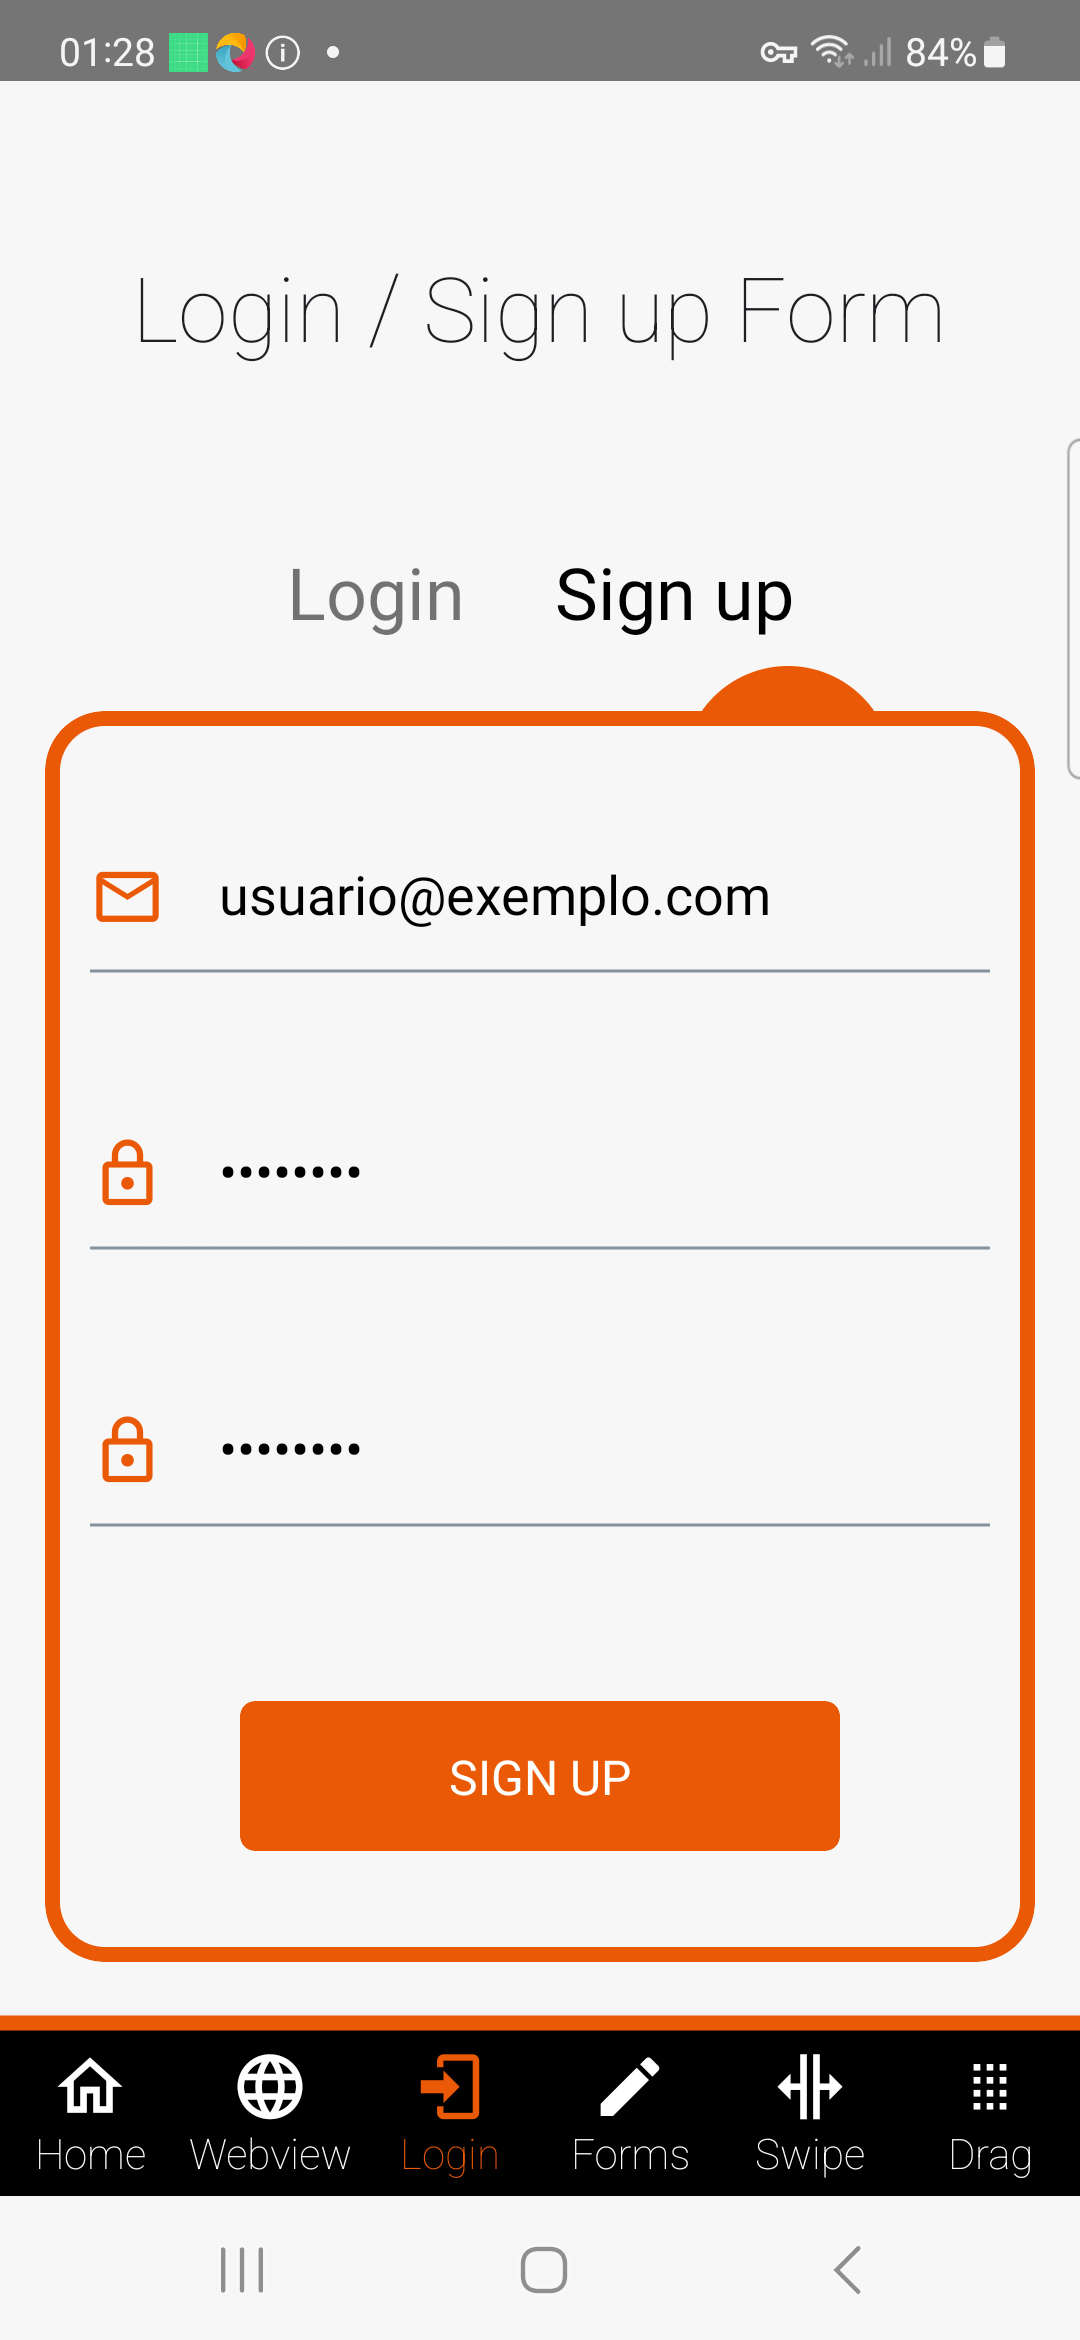 01:28 84%
Login / Sign up Form
Login Sign up
usuario@exemplo.com
••••••••
••••••••
SIGN UP
Home Webview Login Forms Swipe Drag